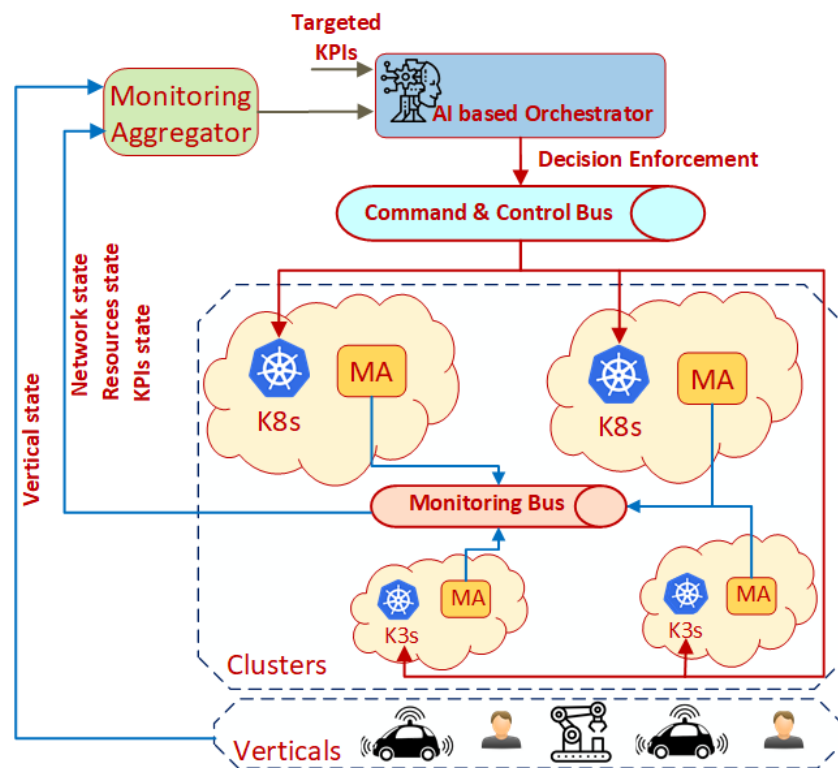 Targeted
KPIs
Monitoring
Aggregator
AI based Orchestrator
Decision Enforcement
Command & Control Bus
Vertical state
Network state
Resources state
KPIs state
MA
K8s
MA
K8s
Monitoring Bus
MA
K3s
MA
K3s
Clusters
Verticals